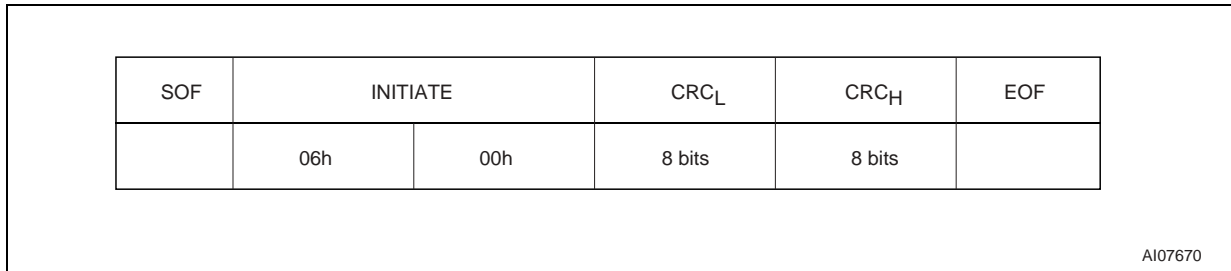 SOF INITIATE CRCL CRCH EOF
06h 00h 8 bits 8 bits
AI07670